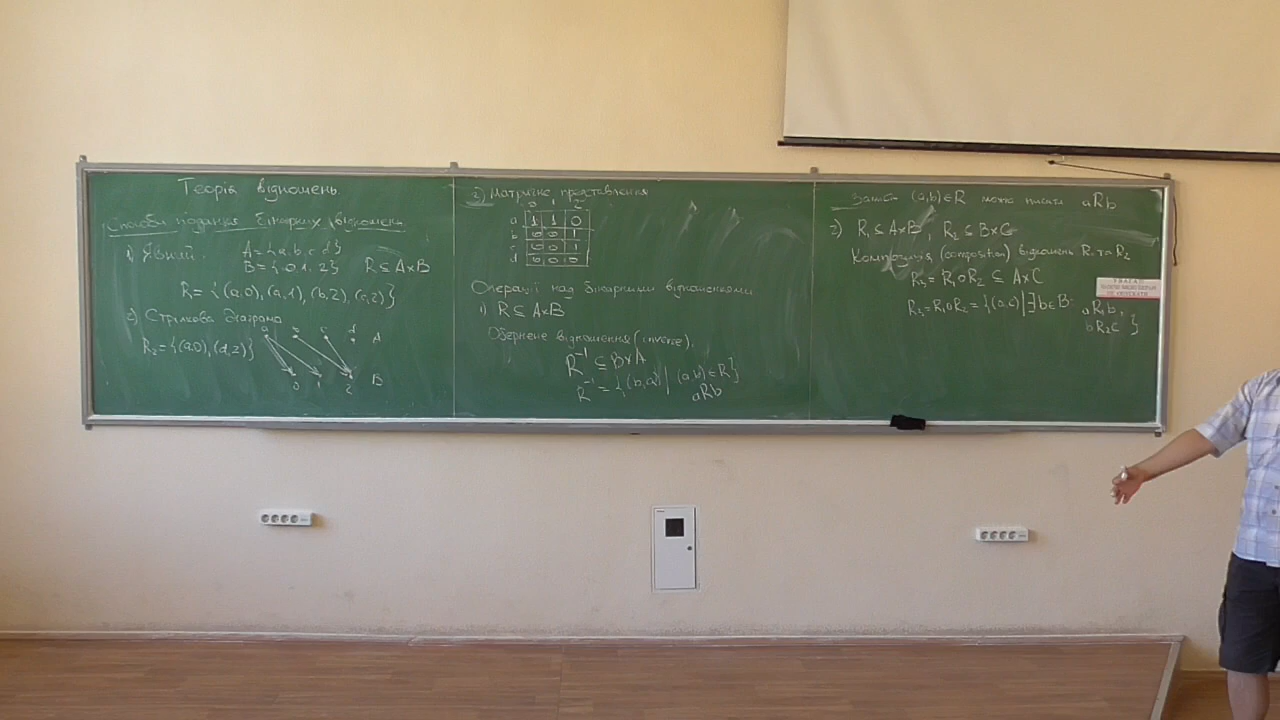 Теорія відношень.
Способи подання бінарних відношень
1) Явний. A = {a, b, c, d}
B = {0, 1, 2} R ⊆ A×B
R = {(a,0), (a,1), (b,2), (c,2)}
2) Стрілкова діаграма
a b c d A
R₂ = {(a,0), (d,2)}
0 1 2 B
2) Матричне представлення
0 1 2
a 1 1 0
b 0 0 1
c 0 0 1
d 0 0 0
Операції над бінарними відношеннями
1) R ⊆ A×B
Обернене відношення (inverse).
R⁻¹ ⊆ B×A
R⁻¹ = {(b,a) | (a,b) ∈ R}
aRb
Запись (a,b) ∈ R можна писати aRb
2) R₁ ⊆ A×B, R₂ ⊆ B×C
Композиція (composition) відношень R₁ та R₂
R₃ = R₁∘R₂ ⊆ A×C
R₃ = R₁∘R₂ = {(a,c) | ∃ b ∈ B: aR₁b,
bR₂c }
УВАГА!